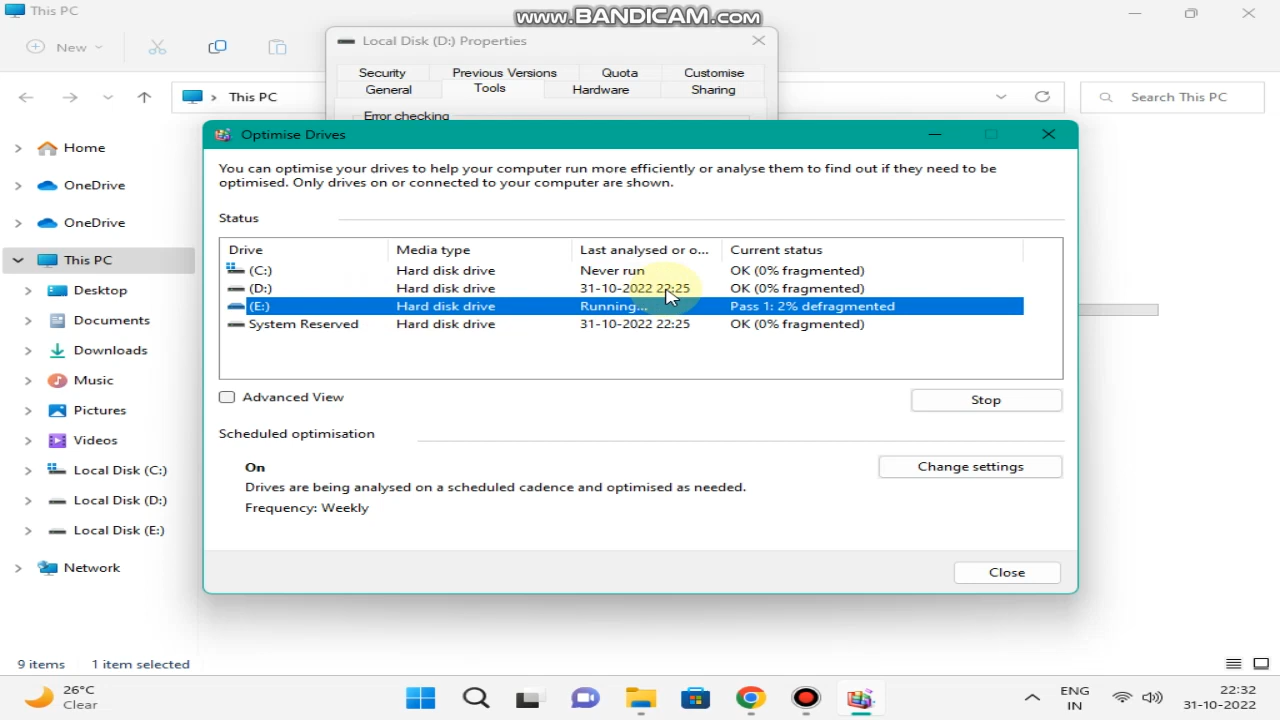 This PC
www.BANDICAM.com
New
Local Disk (D:) Properties
Security Previous Versions Quota Customise
General Tools Hardware Sharing
This PC
Search This PC
Error checking
Optimise Drives
You can optimise your drives to help your computer run more efficiently or analyse them to find out if they need to be
optimised. Only drives on or connected to your computer are shown.
Status
Drive Media type Last analysed or o... Current status
(C:) Hard disk drive Never run OK (0% fragmented)
(D:) Hard disk drive 31-10-2022 22:25 OK (0% fragmented)
(E:) Hard disk drive Running... Pass 1: 2% defragmented
System Reserved Hard disk drive 31-10-2022 22:25 OK (0% fragmented)
Advanced View
Stop
Scheduled optimisation
On
Change settings
Drives are being analysed on a scheduled cadence and optimised as needed.
Frequency: Weekly
Close
Home
OneDrive
OneDrive
This PC
Desktop
Documents
Downloads
Music
Pictures
Videos
Local Disk (C:)
Local Disk (D:)
Local Disk (E:)
Network
9 items 1 item selected
26°C
Clear
ENG
IN
22:32
31-10-2022